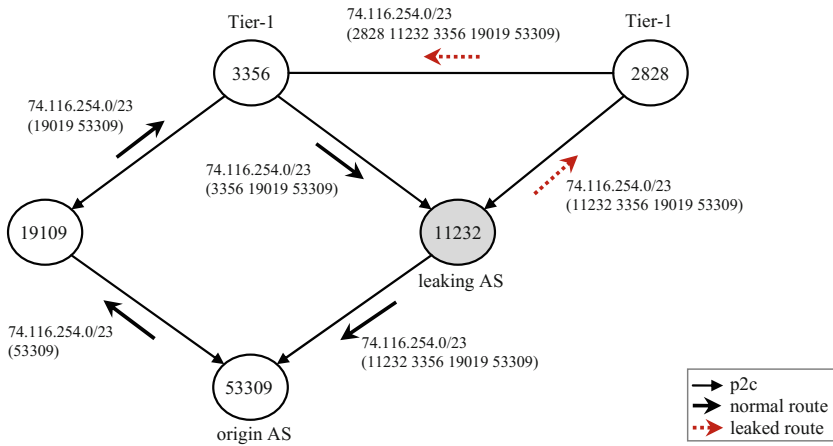 Tier-1
74.116.254.0/23
(2828 11232 3356 19019 53309)
Tier-1
3356
2828
74.116.254.0/23
(19019 53309)
74.116.254.0/23
(3356 19019 53309)
74.116.254.0/23
(11232 3356 19019 53309)
19109
11232
leaking AS
74.116.254.0/23
(53309)
74.116.254.0/23
(11232 3356 19019 53309)
53309
origin AS
p2c
normal route
leaked route